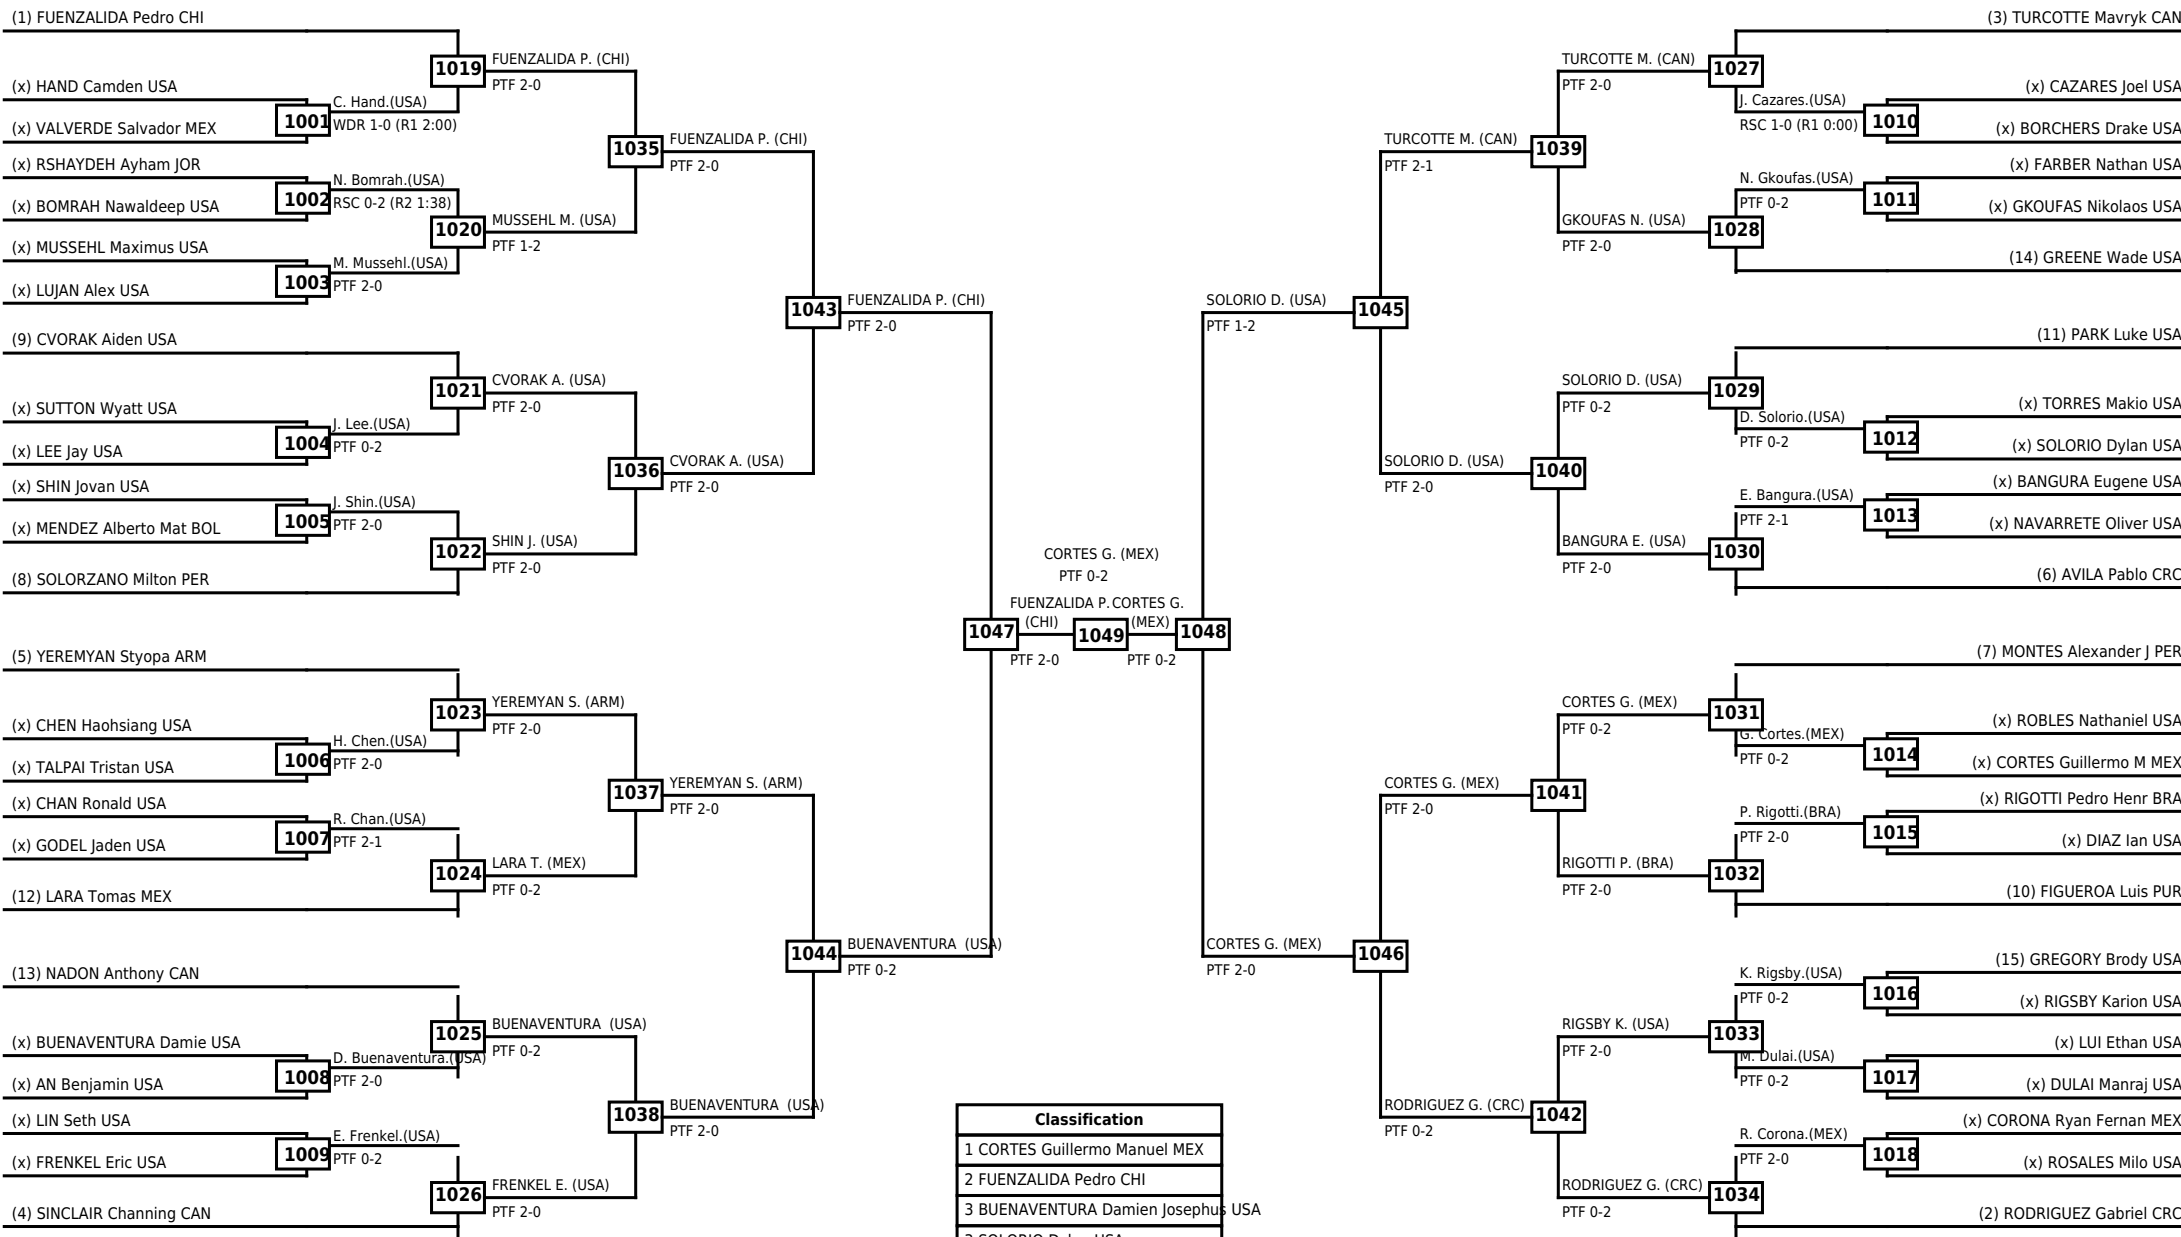 (1) FUENZALIDA Pedro CHI
1019
FUENZALIDA P. (CHI)
PTF 2-0
(x) HAND Camden USA
(x) VALVERDE Salvador MEX
1001
C. Hand.(USA)
WDR 1-0 (R1 2:00)
(x) RSHAYDEH Ayham JOR
(x) BOMRAH Nawaldeep USA
1002
N. Bomrah.(USA)
RSC 0-2 (R2 1:38)
1035
FUENZALIDA P. (CHI)
PTF 2-0
1020
MUSSEHL M. (USA)
PTF 1-2
(x) MUSSEHL Maximus USA
(x) LUJAN Alex USA
1003
M. Mussehl.(USA)
PTF 2-0
1043
FUENZALIDA P. (CHI)
PTF 2-0
(9) CVORAK Aiden USA
1021
CVORAK A. (USA)
PTF 2-0
(x) SUTTON Wyatt USA
(x) LEE Jay USA
1004
J. Lee.(USA)
PTF 0-2
1036
CVORAK A. (USA)
PTF 2-0
(x) SHIN Jovan USA
(x) MENDEZ Alberto Mat BOL
1005
J. Shin.(USA)
PTF 2-0
1022
SHIN J. (USA)
PTF 2-0
(8) SOLORZANO Milton PER
(5) YEREMYAN Styopa ARM
1023
YEREMYAN S. (ARM)
PTF 2-0
(x) CHEN Haohsiang USA
(x) TALPAI Tristan USA
1006
H. Chen.(USA)
PTF 2-0
1037
YEREMYAN S. (ARM)
PTF 2-0
(x) CHAN Ronald USA
(x) GODEL Jaden USA
1007
R. Chan.(USA)
PTF 2-1
1024
LARA T. (MEX)
PTF 0-2
(12) LARA Tomas MEX
1044
BUENAVENTURA (USA)
PTF 0-2
(13) NADON Anthony CAN
1025
BUENAVENTURA (USA)
PTF 0-2
(x) BUENAVENTURA Damie USA
(x) AN Benjamin USA
1008
D. Buenaventura.(USA)
PTF 2-0
1038
BUENAVENTURA (USA)
PTF 2-0
(x) LIN Seth USA
(x) FRENKEL Eric USA
1009
E. Frenkel.(USA)
PTF 0-2
1026
FRENKEL E. (USA)
PTF 2-0
(4) SINCLAIR Channing CAN
CORTES G. (MEX)
PTF 0-2
1047
FUENZALIDA P.
(CHI)
PTF 2-0
1049
CORTES G.
(MEX)
PTF 0-2
1048
Classification
1 CORTES Guillermo Manuel MEX
2 FUENZALIDA Pedro CHI
3 BUENAVENTURA Damien Josephus USA
3 SOLORIO Dylan USA
(3) TURCOTTE Mavryk CAN
TURCOTTE M. (CAN)
PTF 2-0
1027
J. Cazares.(USA)
RSC 1-0 (R1 0:00)
1010
(x) CAZARES Joel USA
(x) BORCHERS Drake USA
TURCOTTE M. (CAN)
PTF 2-1
1039
N. Gkoufas.(USA)
PTF 0-2
1011
(x) FARBER Nathan USA
(x) GKOUFAS Nikolaos USA
GKOUFAS N. (USA)
PTF 2-0
1028
(14) GREENE Wade USA
SOLORIO D. (USA)
PTF 1-2
1045
(11) PARK Luke USA
SOLORIO D. (USA)
PTF 0-2
1029
D. Solorio.(USA)
PTF 0-2
1012
(x) TORRES Makio USA
(x) SOLORIO Dylan USA
SOLORIO D. (USA)
PTF 2-0
1040
E. Bangura.(USA)
PTF 2-1
1013
(x) BANGURA Eugene USA
(x) NAVARRETE Oliver USA
BANGURA E. (USA)
PTF 2-0
1030
(6) AVILA Pablo CRC
(7) MONTES Alexander J PER
CORTES G. (MEX)
PTF 0-2
1031
G. Cortes.(MEX)
PTF 0-2
1014
(x) ROBLES Nathaniel USA
(x) CORTES Guillermo M MEX
CORTES G. (MEX)
PTF 2-0
1041
P. Rigotti.(BRA)
PTF 2-0
1015
(x) RIGOTTI Pedro Henr BRA
(x) DIAZ Ian USA
RIGOTTI P. (BRA)
PTF 2-0
1032
(10) FIGUEROA Luis PUR
CORTES G. (MEX)
PTF 2-0
1046
K. Rigsby.(USA)
PTF 0-2
1016
(15) GREGORY Brody USA
(x) RIGSBY Karion USA
RIGSBY K. (USA)
PTF 2-0
1033
M. Dulai.(USA)
PTF 0-2
1017
(x) LUI Ethan USA
(x) DULAI Manraj USA
RODRIGUEZ G. (CRC)
PTF 0-2
1042
R. Corona.(MEX)
PTF 2-0
1018
(x) CORONA Ryan Fernan MEX
(x) ROSALES Milo USA
RODRIGUEZ G. (CRC)
PTF 0-2
1034
(2) RODRIGUEZ Gabriel CRC